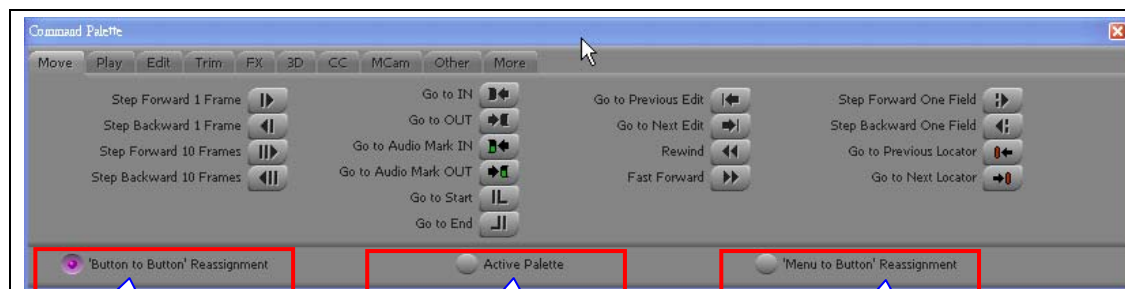 Command Palette
Move Play Edit Trim FX 3D CC MCam Other More
Step Forward 1 Frame
Step Backward 1 Frame
Step Forward 10 Frames
Step Backward 10 Frames
Go to IN
Go to OUT
Go to Audio Mark IN
Go to Audio Mark OUT
Go to Start
Go to End
Go to Previous Edit
Go to Next Edit
Rewind
Fast Forward
Step Forward One Field
Step Backward One Field
Go to Previous Locator
Go to Next Locator
'Button to Button' Reassignment
Active Palette
'Menu to Button' Reassignment